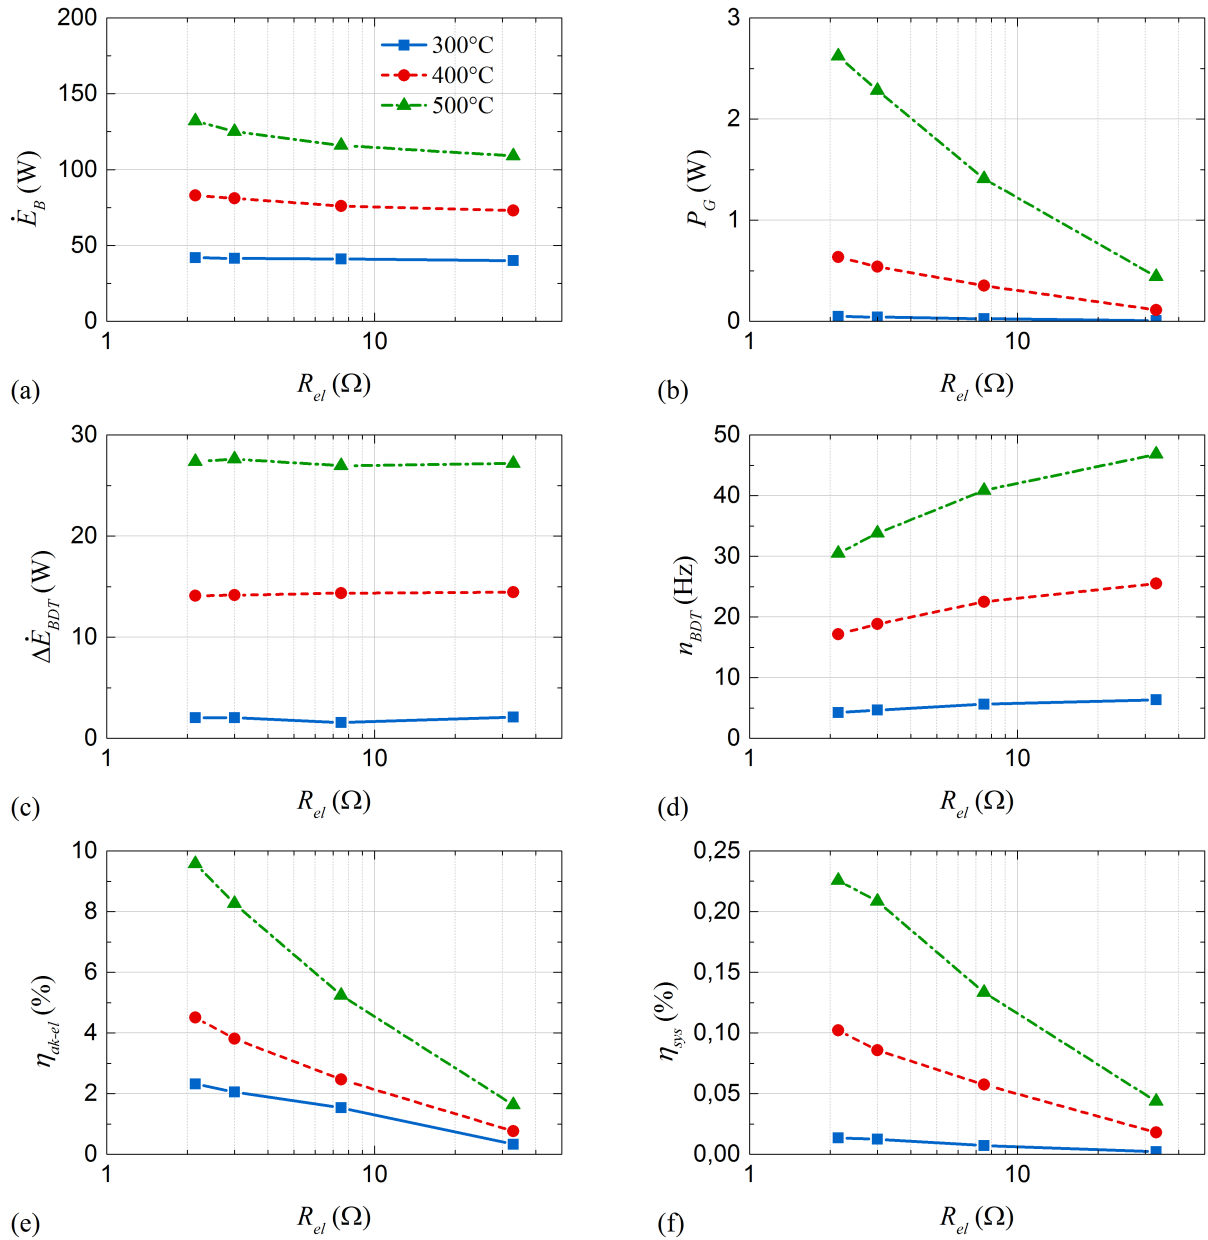 200
150
100
50
0
1
10
Ė_B (W)
R_el (Ω)
300°C
400°C
500°C
(a)
3
2
1
0
1
10
P_G (W)
R_el (Ω)
(b)
30
20
10
0
1
10
ΔĖ_BDT (W)
R_el (Ω)
(c)
50
40
30
20
10
0
1
10
n_BDT (Hz)
R_el (Ω)
(d)
10
8
6
4
2
0
1
10
η_ak-el (%)
R_el (Ω)
(e)
0,25
0,20
0,15
0,10
0,05
0,00
1
10
η_sys (%)
R_el (Ω)
(f)